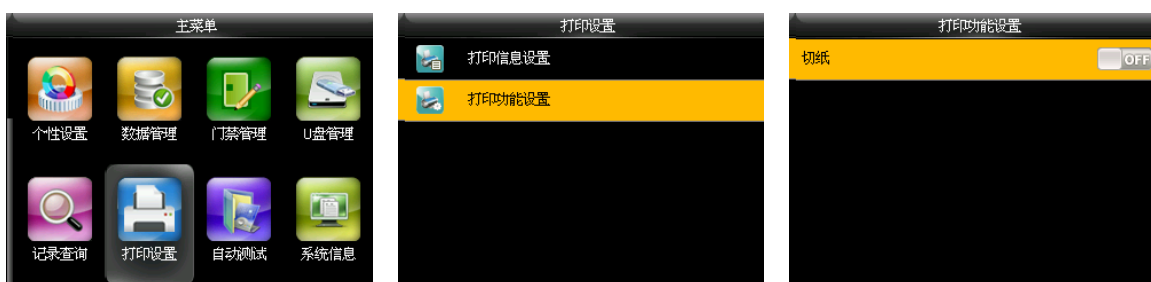 主菜单
个性设置 数据管理 门禁管理 U盘管理
记录查询 打印设置 自动测试 系统信息
打印设置
打印信息设置
打印功能设置
打印功能设置
切纸 OFF